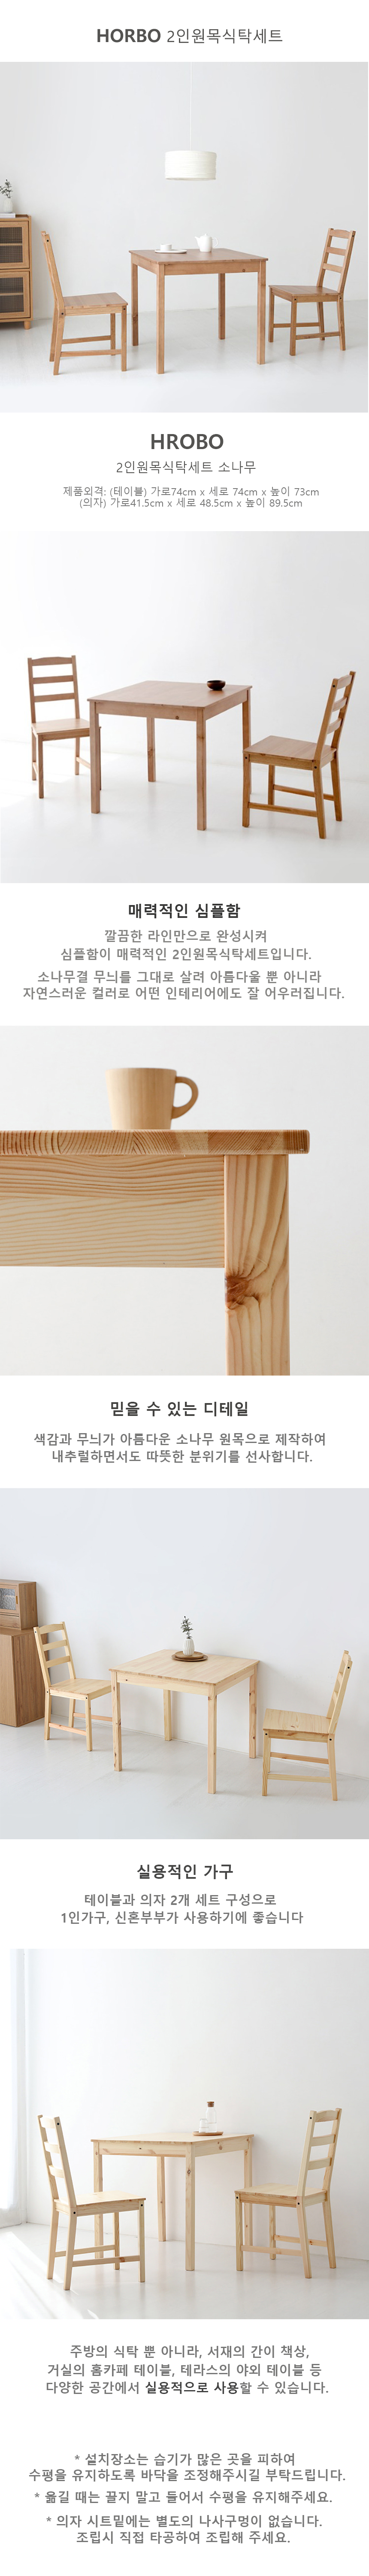 HORBO 2인원목식탁세트
HROBO
2인원목식탁세트 소나무
제품외격: (테이블) 가로74cm x 세로 74cm x 높이 73cm
(의자) 가로41.5cm x 세로 48.5cm x 높이 89.5cm
매력적인 심플함
깔끔한 라인만으로 완성시켜
심플함이 매력적인 2인원목식탁세트입니다.
소나무결 무늬를 그대로 살려 아름다울 뿐 아니라
자연스러운 컬러로 어떤 인테리어에도 잘 어우러집니다.
믿을 수 있는 디테일
색감과 무늬가 아름다운 소나무 원목으로 제작하여
내추럴하면서도 따뜻한 분위기를 선사합니다.
실용적인 가구
테이블과 의자 2개 세트 구성으로
1인가구, 신혼부부가 사용하기에 좋습니다
주방의 식탁 뿐 아니라, 서재의 간이 책상,
거실의 홈카페 테이블, 테라스의 야외 테이블 등
다양한 공간에서 실용적으로 사용할 수 있습니다.
* 설치장소는 습기가 많은 곳을 피하여
수평을 유지하도록 바닥을 조정해주시길 부탁드립니다.
* 옮길 때는 끌지 말고 들어서 수평을 유지해주세요.
* 의자 시트밑에는 별도의 나사구멍이 없습니다.
조립시 직접 타공하여 조립해 주세요.